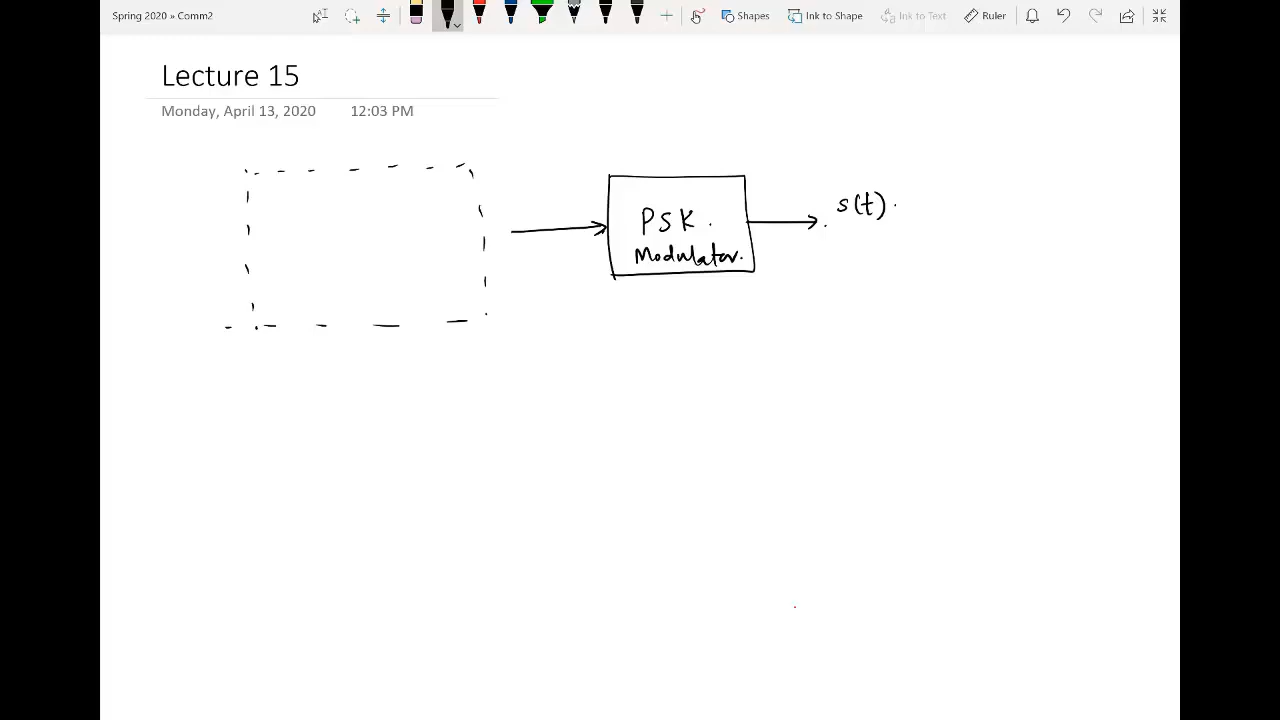 Spring 2020 » Comm2
Shapes
Ink to Shape
Ink to Text
Ruler
Lecture 15
Monday, April 13, 2020 12:03 PM
PSK.
Modulator.
s(t).